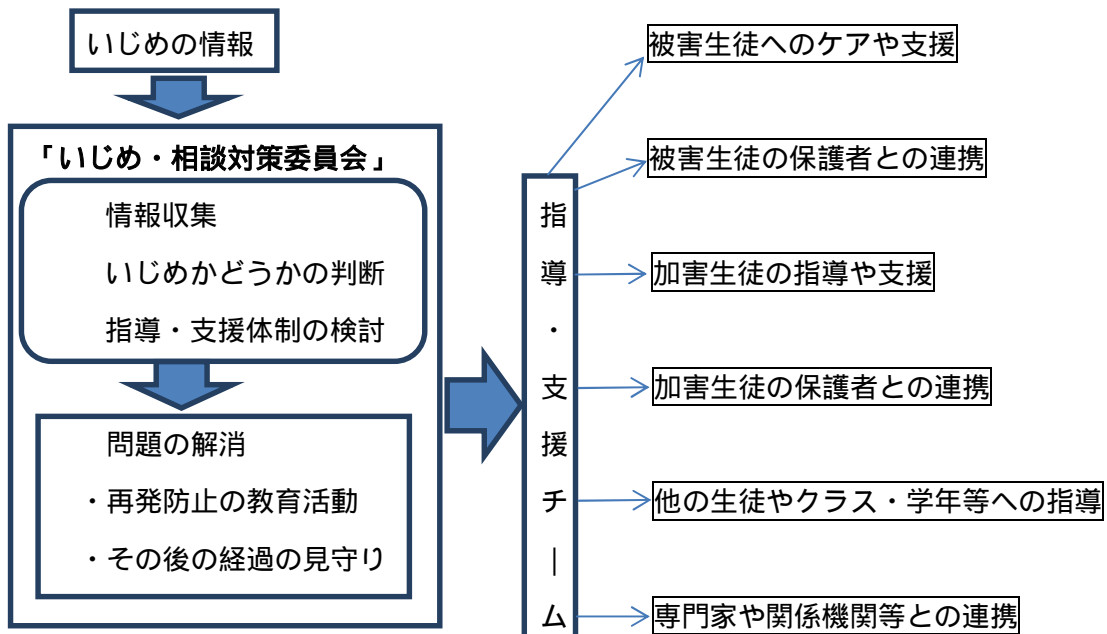 いじめの情報
「いじめ・相談対策委員会」
情報収集
いじめかどうかの判断
指導・支援体制の検討
問題の解消
・再発防止の教育活動
・その後の経過の見守り
指導・支援チーム
被害生徒へのケアや支援
被害生徒の保護者との連携
加害生徒の指導や支援
加害生徒の保護者との連携
他の生徒やクラス・学年等への指導
専門家や関係機関等との連携